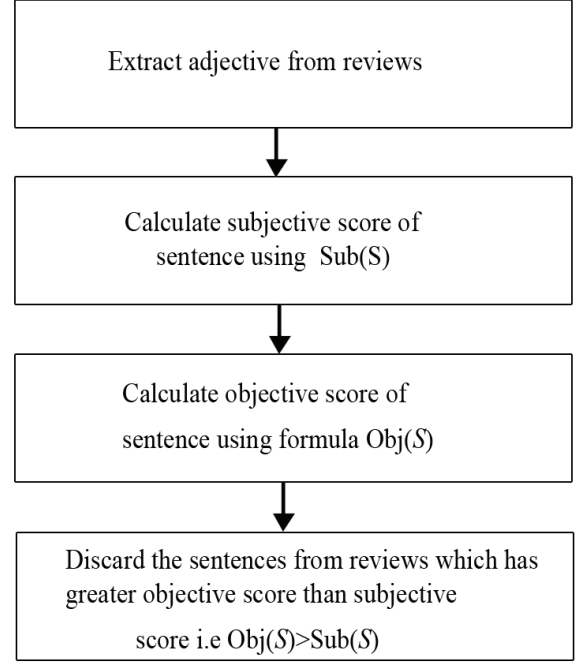 Extract adjective from reviews
Calculate subjective score of
sentence using Sub(S)
Calculate objective score of
sentence using formula Obj(S)
Discard the sentences from reviews which has
greater objective score than subjective
score i.e Obj(S)>Sub(S)